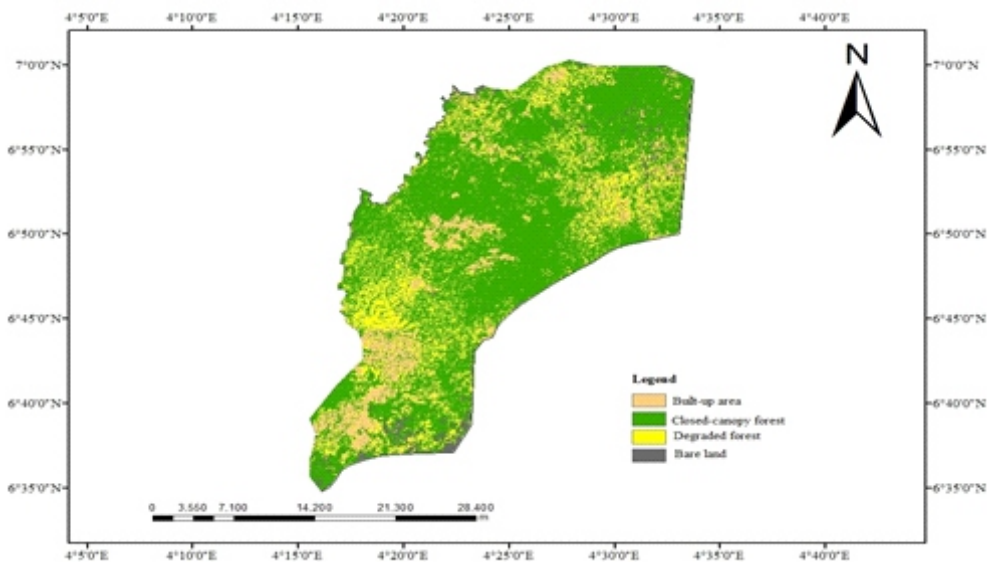 4°5'0"E 4°10'0"E 4°15'0"E 4°20'0"E 4°25'0"E 4°30'0"E 4°35'0"E 4°40'0"E
N
7°0'0"N 7°0'0"N
6°55'0"N 6°55'0"N
6°50'0"N 6°50'0"N
6°45'0"N 6°45'0"N
Legend
Built-up area
6°40'0"N 6°40'0"N
Closed-canopy forest
Degraded forest
Bare land
6°35'0"N 6°35'0"N
0 3.550 7.100 14.200 21.300 28.400
m
4°5'0"E 4°10'0"E 4°15'0"E 4°20'0"E 4°25'0"E 4°30'0"E 4°35'0"E 4°40'0"E